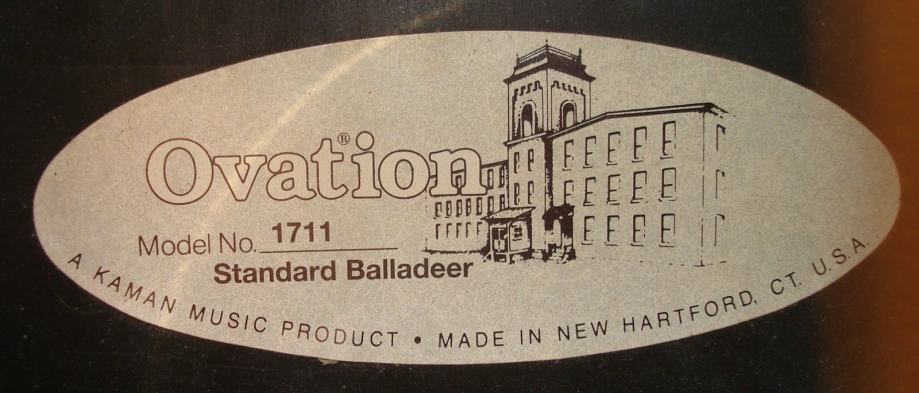 Ovation®
Model No. 1711
Standard Balladeer
A KAMAN MUSIC PRODUCT • MADE IN NEW HARTFORD, CT. U.S.A.